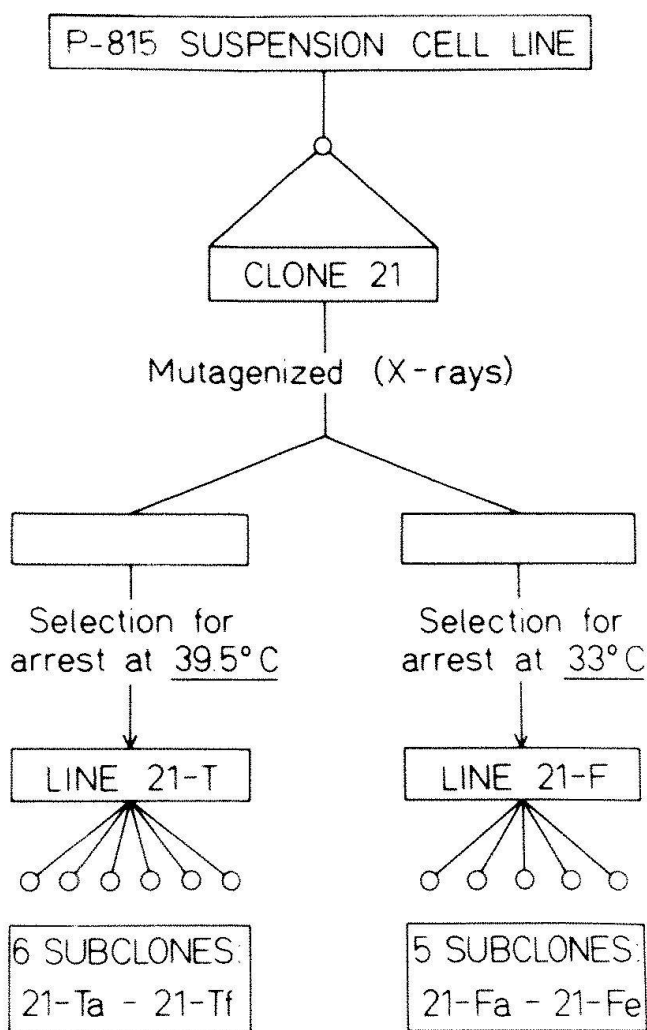 P-815 SUSPENSION CELL LINE
CLONE 21
Mutagenized (X-rays)
Selection for
arrest at 39.5°C
Selection for
arrest at 33°C
LINE 21-T
LINE 21-F
6 SUBCLONES:
21-Ta - 21-Tf
5 SUBCLONES:
21-Fa - 21-Fe